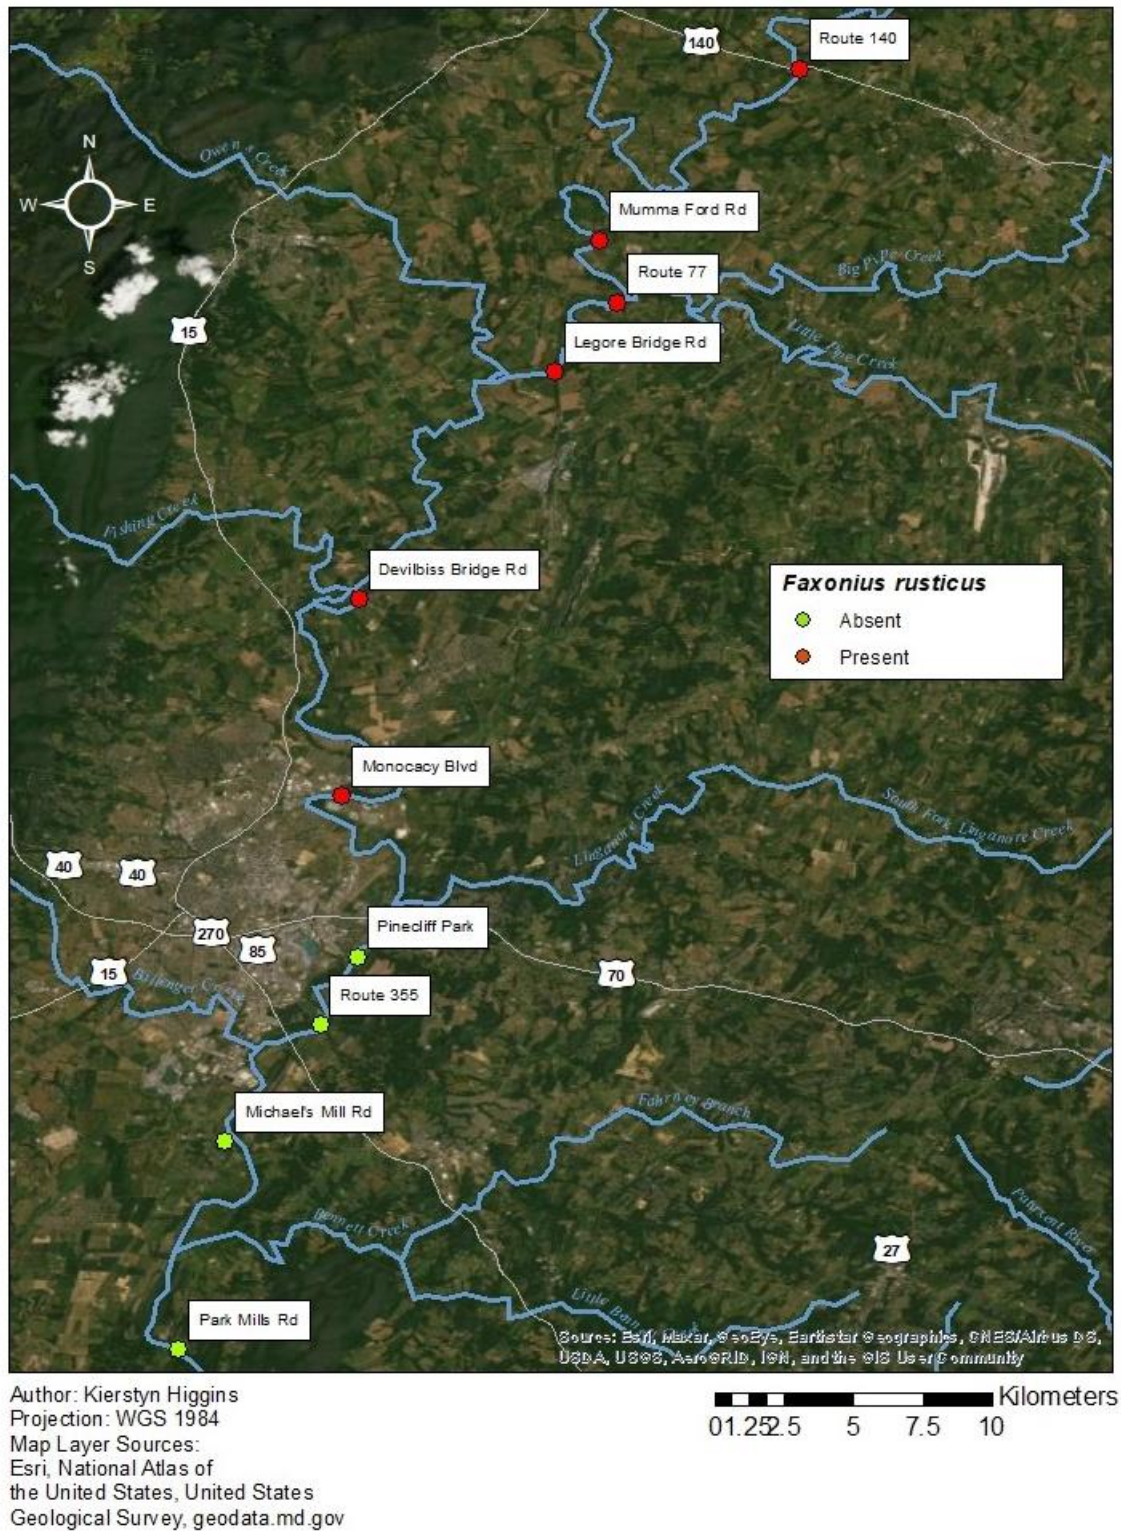 140
Route 140
N
Owens Creek
W
E
S
Mumma Ford Rd
Big Pipe Creek
Route 77
15
Little Pipe Creek
Legore Bridge Rd
Fishing Creek
Devilbiss Bridge Rd
Faxonius rusticus
Absent
Present
Monocacy Blvd
Linganore Creek
South Fork Linganore Creek
40
40
Pinecliff Park
270
85
15
70
Ballenger Creek
Route 355
Michael's Mill Rd
Fahrney Branch
Bennett Creek
Patuxent River
27
Little Benn
Park Mills Rd
Source: Esri, Maxar, GeoEye, Earthstar Geographics, CNES/Airbus DS,
USDA, USGS, AeroGRID, IGN, and the GIS User Community
Author: Kierstyn Higgins
Projection: WGS 1984
Map Layer Sources:
Esri, National Atlas of
the United States, United States
Geological Survey, geodata.md.gov
Kilometers
0 1.25 2.5 5 7.5 10